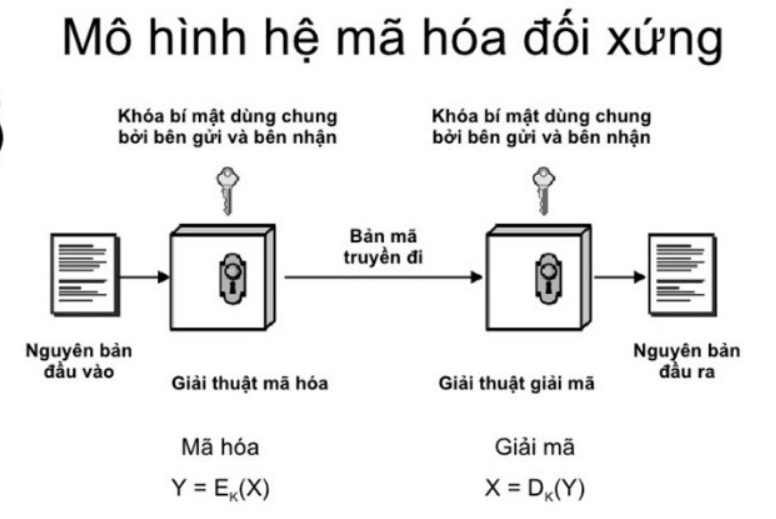 Mô hình hệ mã hóa đối xứng
Khóa bí mật dùng chung
bởi bên gửi và bên nhận
Khóa bí mật dùng chung
bởi bên gửi và bên nhận
Bản mã
truyền đi
Nguyên bản
đầu vào
Giải thuật mã hóa
Giải thuật giải mã
Nguyên bản
đầu ra
Mã hóa
Giải mã
Y = E_K(X)
X = D_K(Y)